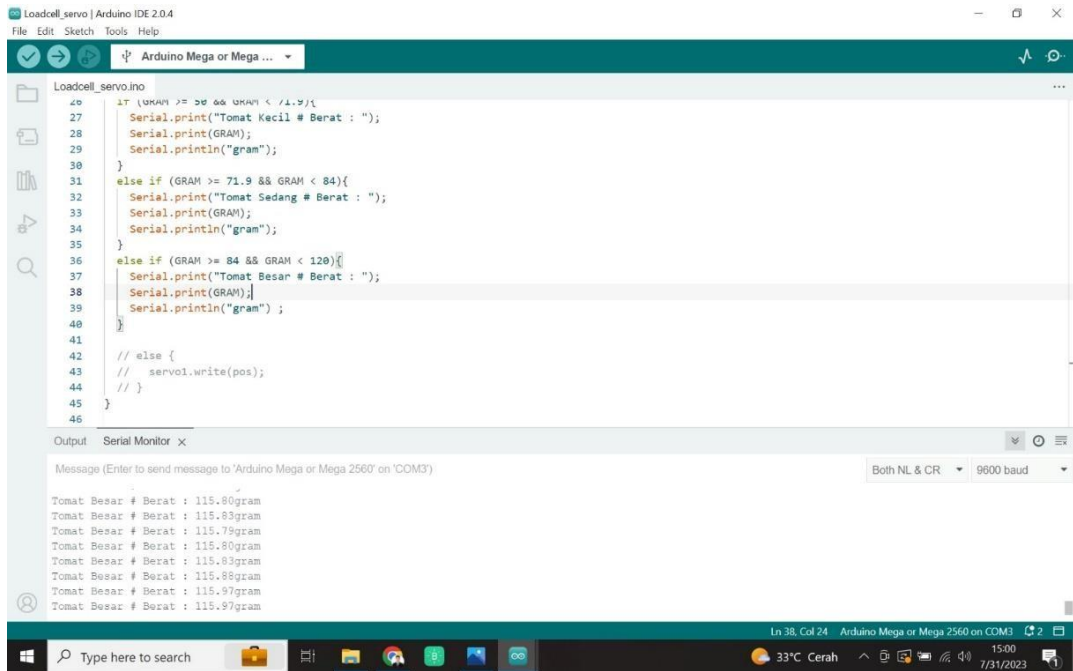 Loadcell_servo | Arduino IDE 2.0.4
File Edit Sketch Tools Help
Arduino Mega or Mega ...
Loadcell_servo.ino
...
26 if (GRAM >= 50 && GRAM < 71.9){
27 Serial.print("Tomat Kecil # Berat : ");
28 Serial.print(GRAM);
29 Serial.println("gram");
30 }
31 else if (GRAM >= 71.9 && GRAM < 84){
32 Serial.print("Tomat Sedang # Berat : ");
33 Serial.print(GRAM);
34 Serial.println("gram");
35 }
36 else if (GRAM >= 84 && GRAM < 120){
37 Serial.print("Tomat Besar # Berat : ");
38 Serial.print(GRAM);
39 Serial.println("gram") ;
40 }
41
42 // else {
43 // servo1.write(pos);
44 // }
45 }
46
Output Serial Monitor x
Message (Enter to send message to 'Arduino Mega or Mega 2560' on 'COM3')
Both NL & CR 9600 baud
Tomat Besar # Berat : 115.80gram
Tomat Besar # Berat : 115.83gram
Tomat Besar # Berat : 115.79gram
Tomat Besar # Berat : 115.80gram
Tomat Besar # Berat : 115.83gram
Tomat Besar # Berat : 115.88gram
Tomat Besar # Berat : 115.97gram
Tomat Besar # Berat : 115.97gram
Ln 38, Col 24 Arduino Mega or Mega 2560 on COM3 2
Type here to search
33°C Cerah
15:00
7/31/2023